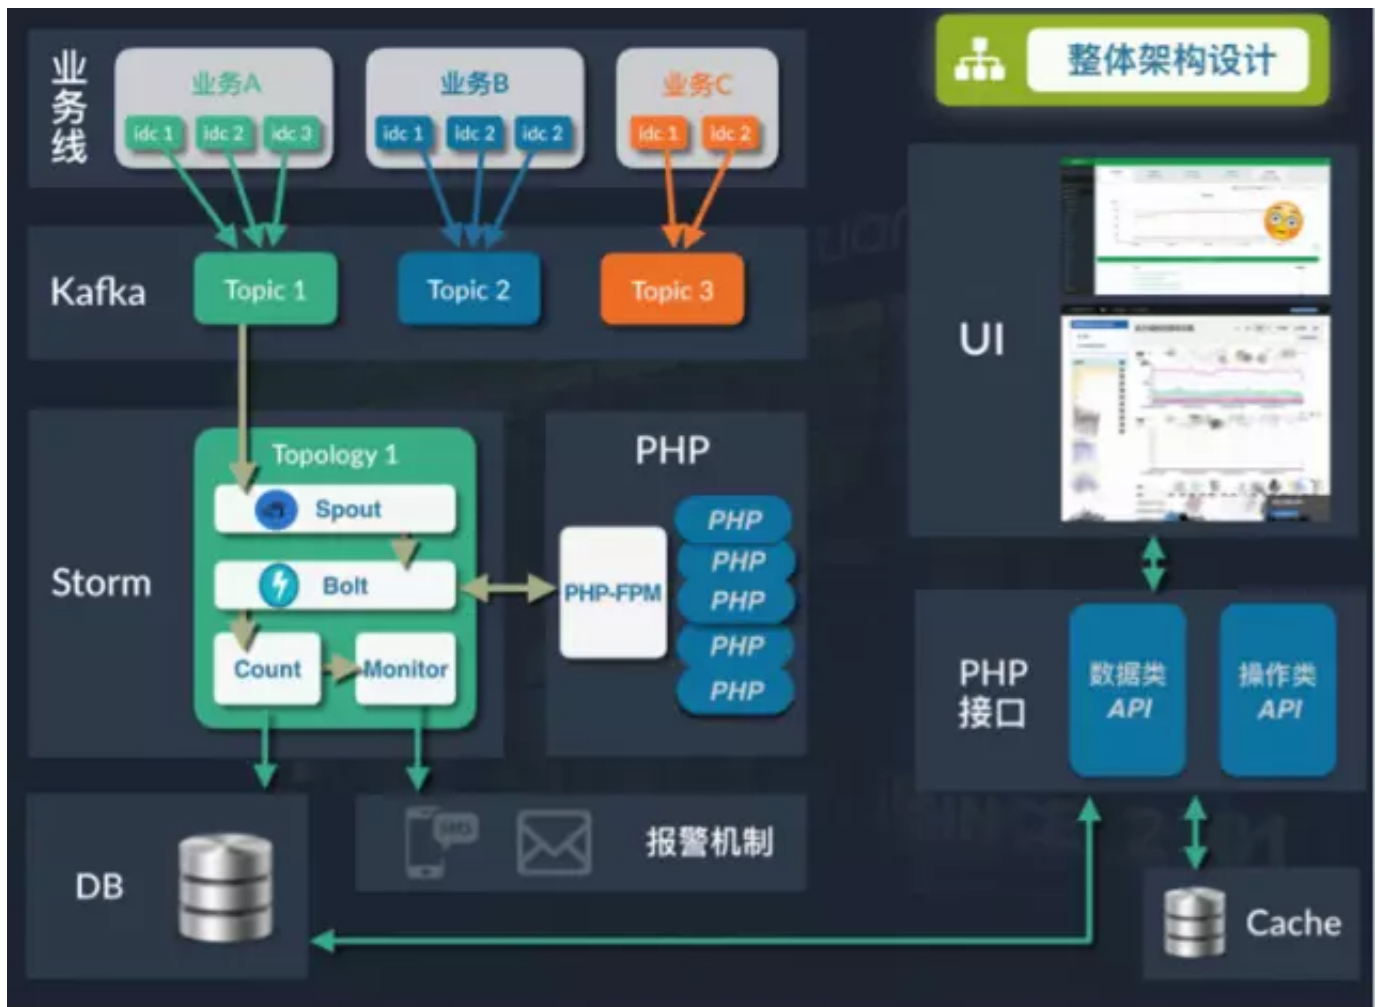 整体架构设计
业务线
业务A
idc 1
idc 2
idc 3
业务B
idc 1
idc 2
idc 2
业务C
idc 1
idc 2
Kafka
Topic 1
Topic 2
Topic 3
Storm
Topology 1
Spout
Bolt
Count
Monitor
PHP
PHP-FPM
PHP
PHP
PHP
PHP
PHP
DB
SMS
报警机制
UI
PHP
接口
数据类
API
操作类
API
Cache